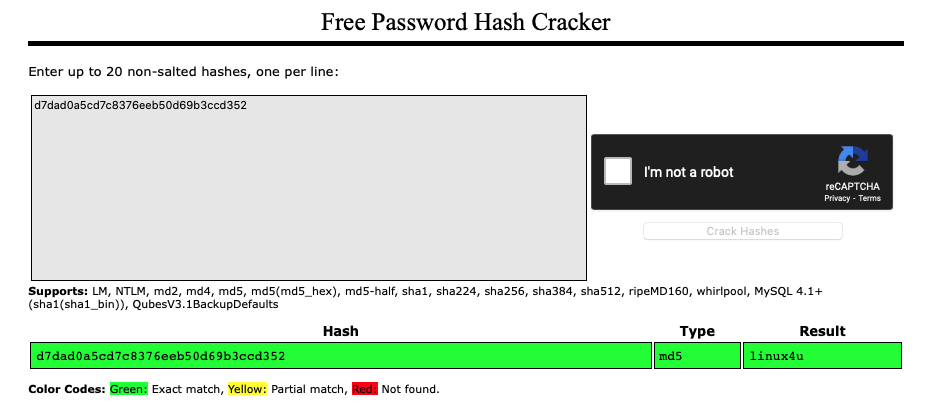 Free Password Hash Cracker
Enter up to 20 non-salted hashes, one per line:
d7dad0a5cd7c8376eeb50d69b3ccd352
I'm not a robot
reCAPTCHA
Privacy - Terms
Crack Hashes
Supports: LM, NTLM, md2, md4, md5, md5(md5_hex), md5-half, sha1, sha224, sha256, sha384, sha512, ripeMD160, whirlpool, MySQL 4.1+
(sha1(sha1_bin)), QubesV3.1BackupDefaults
Hash Type Result
d7dad0a5cd7c8376eeb50d69b3ccd352 md5 linux4u
Color Codes: Green: Exact match, Yellow: Partial match, Red: Not found.